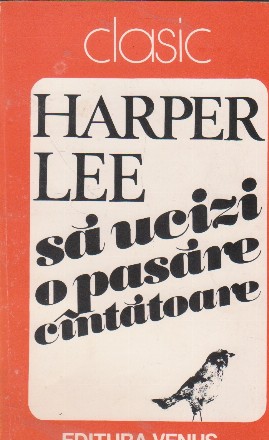 clasic
HARPER
LEE
să ucizi
o pasăre
cîntătoare
EDITURA VENUS